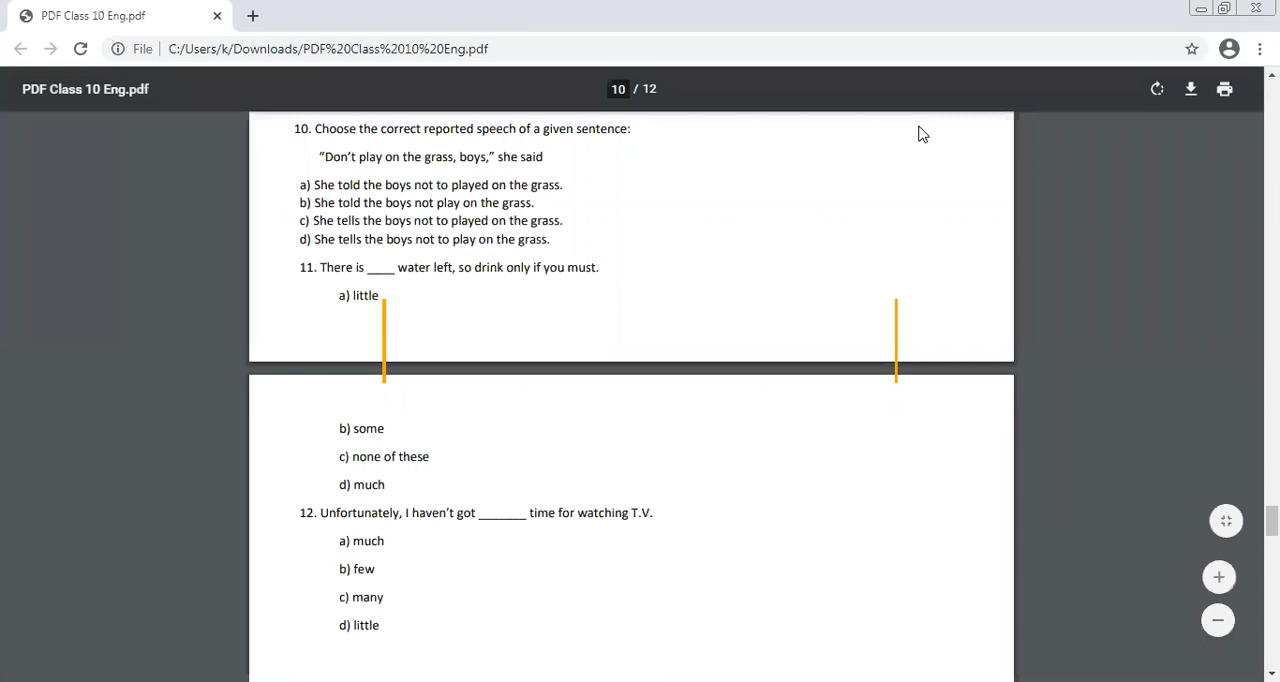 PDF Class 10 Eng.pdf
File
C:/Users/k/Downloads/PDF%20Class%2010%20Eng.pdf
PDF Class 10 Eng.pdf
10 / 12
10. Choose the correct reported speech of a given sentence:
"Don't play on the grass, boys," she said
a) She told the boys not to played on the grass.
b) She told the boys not play on the grass.
c) She tells the boys not to played on the grass.
d) She tells the boys not to play on the grass.
11. There is ____ water left, so drink only if you must.
a) little
b) some
c) none of these
d) much
12. Unfortunately, I haven't got _______ time for watching T.V.
a) much
b) few
c) many
d) little